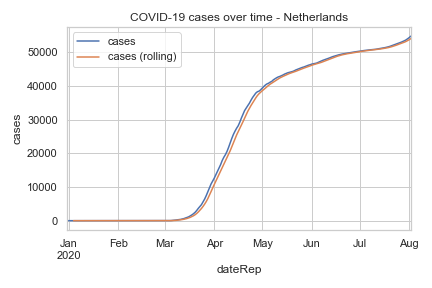 COVID-19 cases over time - Netherlands
cases
cases (rolling)
50000
40000
30000
20000
10000
0
cases
Jan Feb Mar Apr May Jun Jul Aug
2020
dateRep